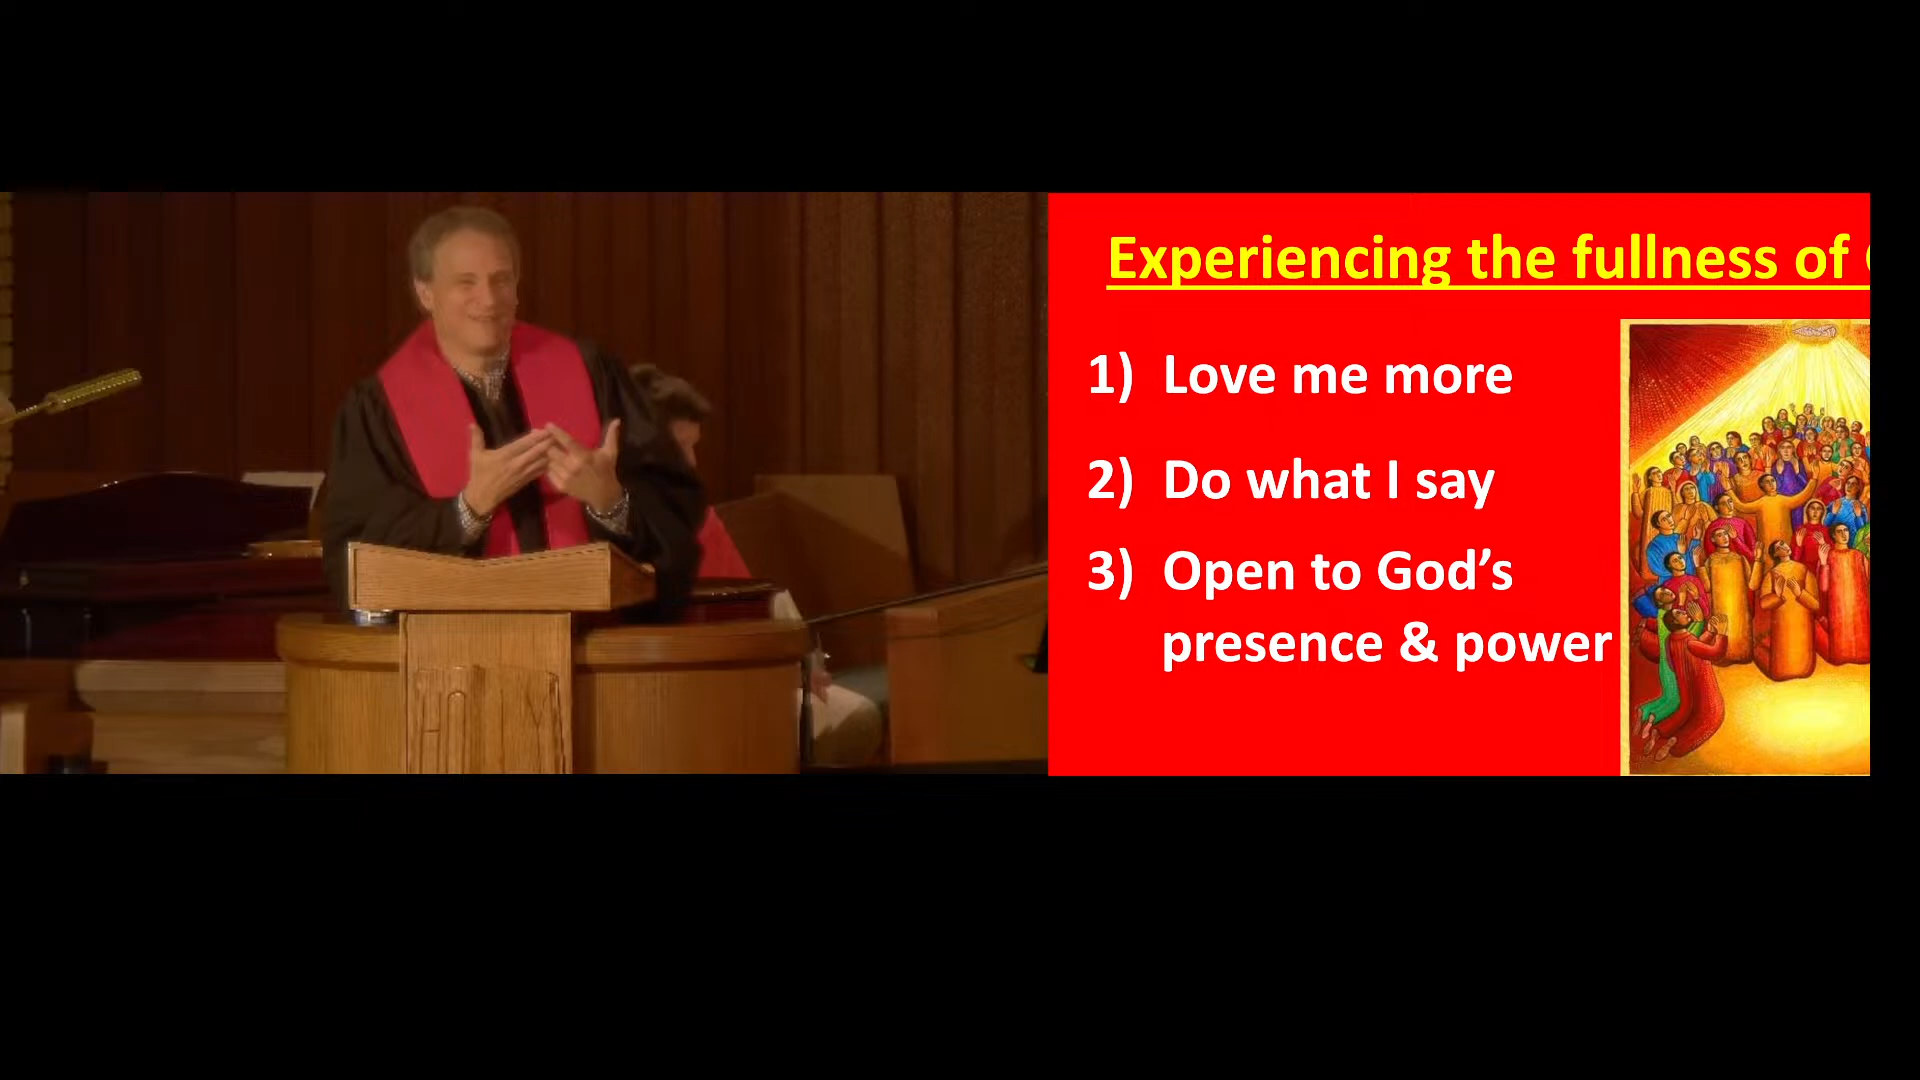 Experiencing the fullness of
1) Love me more
2) Do what I say
3) Open to God’s
presence & power